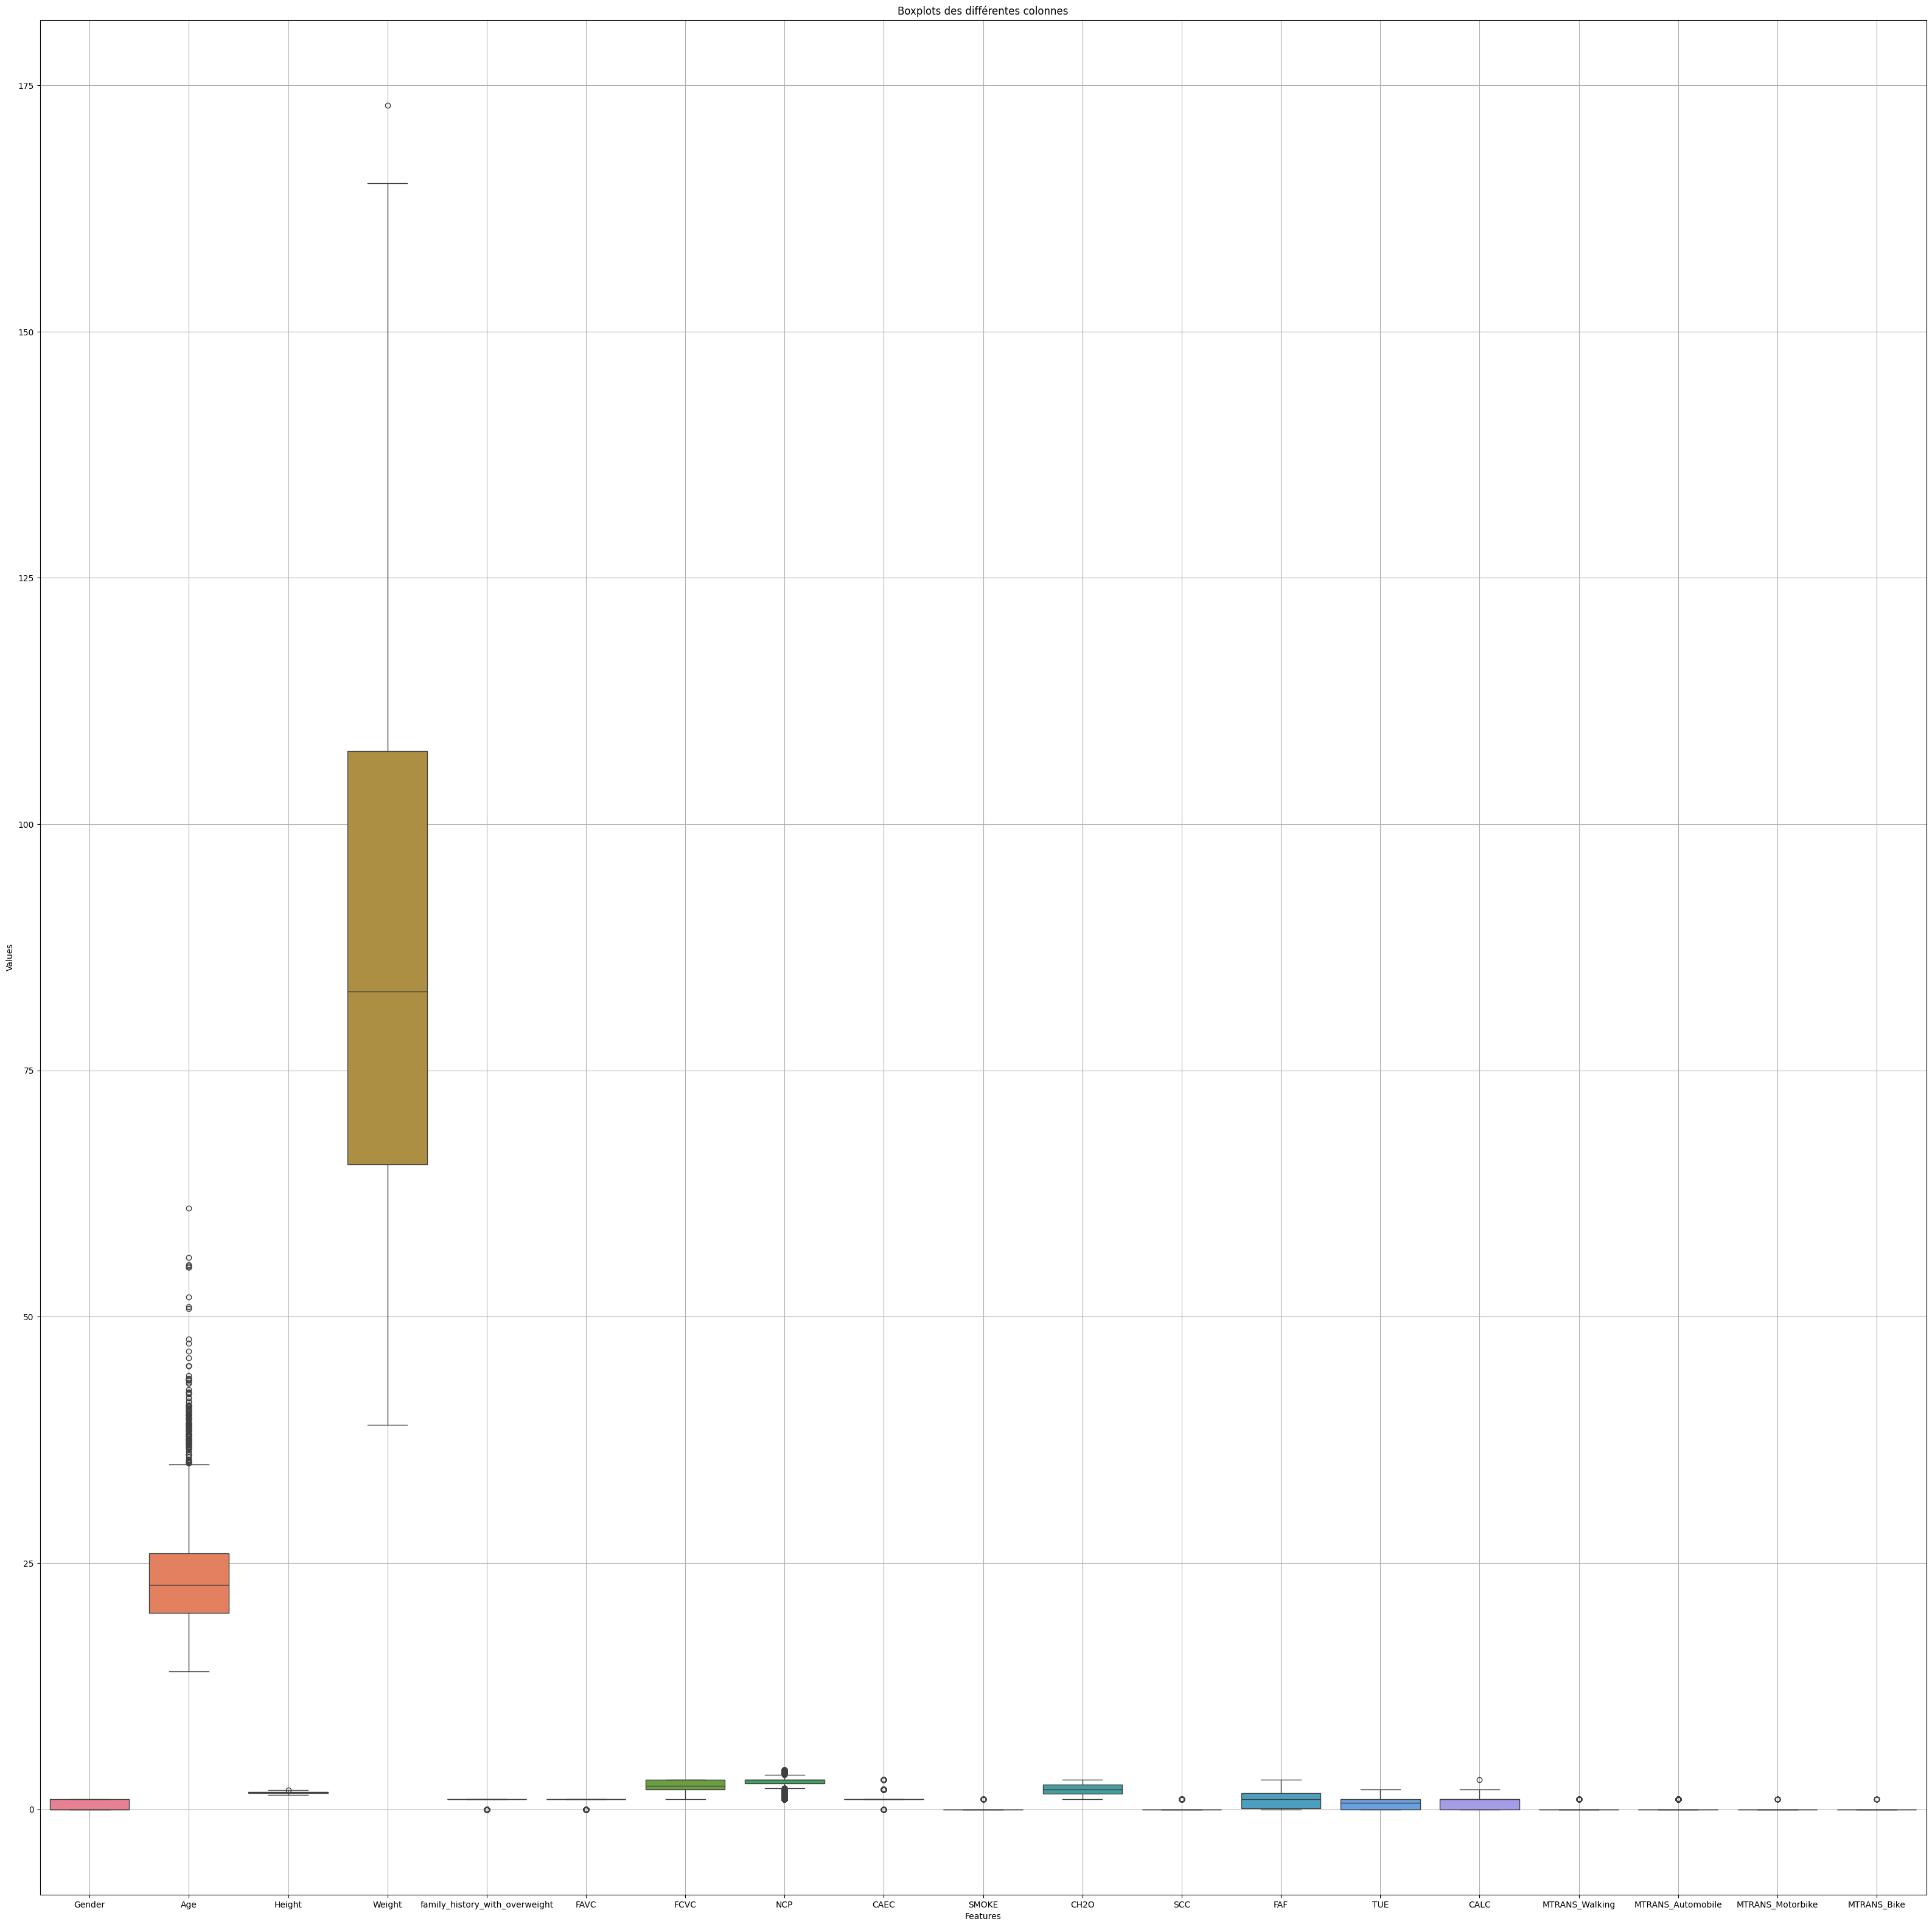 Boxplots des différentes colonnes
175
150
125
100
75
50
25
0
Values
Gender Age Height Weight family_history_with_overweight FAVC FCVC NCP CAEC SMOKE CH2O SCC FAF TUE CALC MTRANS_Walking MTRANS_Automobile MTRANS_Motorbike MTRANS_Bike
Features